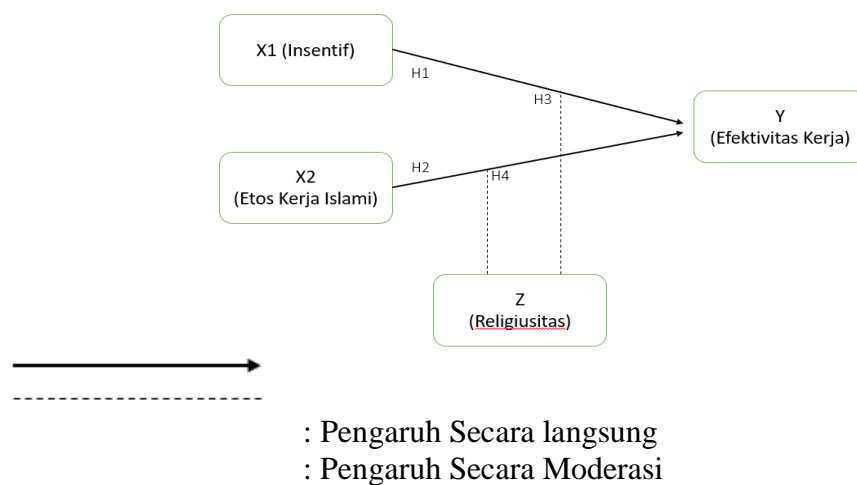 X1 (Insentif)
H1
H3
Y
(Efektivitas Kerja)
X2
(Etos Kerja Islami)
H2
H4
Z
(Religiusitas)
: Pengaruh Secara langsung
: Pengaruh Secara Moderasi